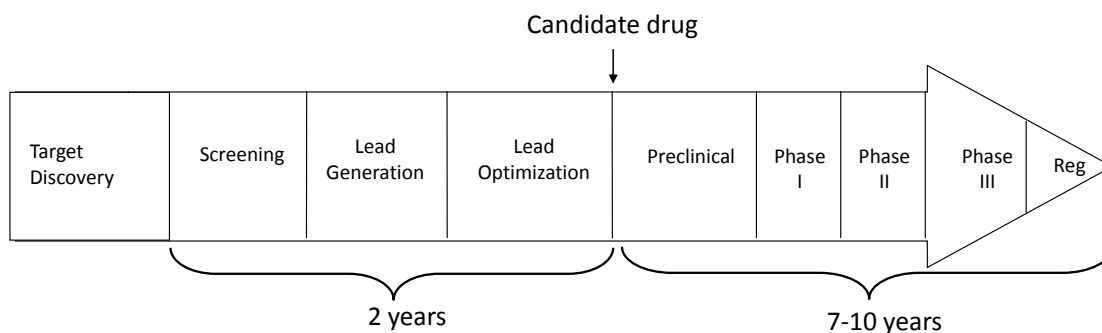 Candidate drug
Target
Discovery
Screening
Lead
Generation
Lead
Optimization
Preclinical
Phase
I
Phase
II
Phase
III
Reg
2 years
7-10 years